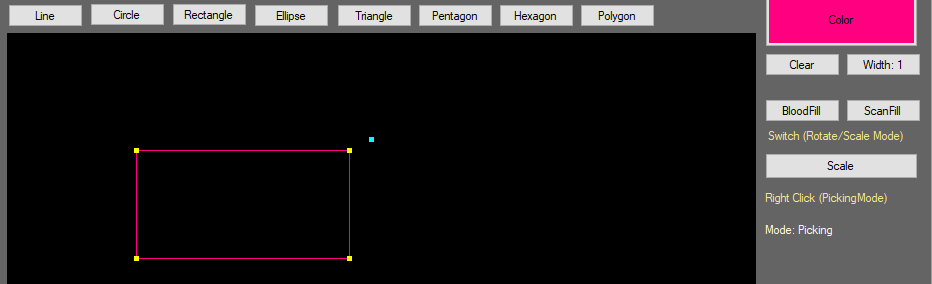 Line Circle Rectangle Ellipse Triangle Pentagon Hexagon Polygon
Color
Clear Width: 1
BloodFill ScanFill
Switch (Rotate/Scale Mode)
Scale
Right Click (PickingMode)
Mode: Picking